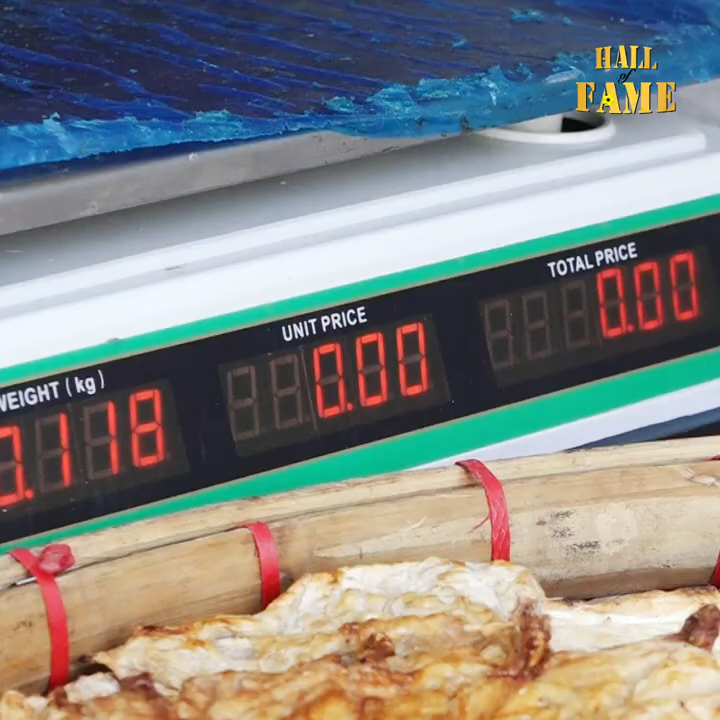 HALL
of
FAME
TOTAL PRICE
0.00
UNIT PRICE
0.00
WEIGHT (kg)
0.118